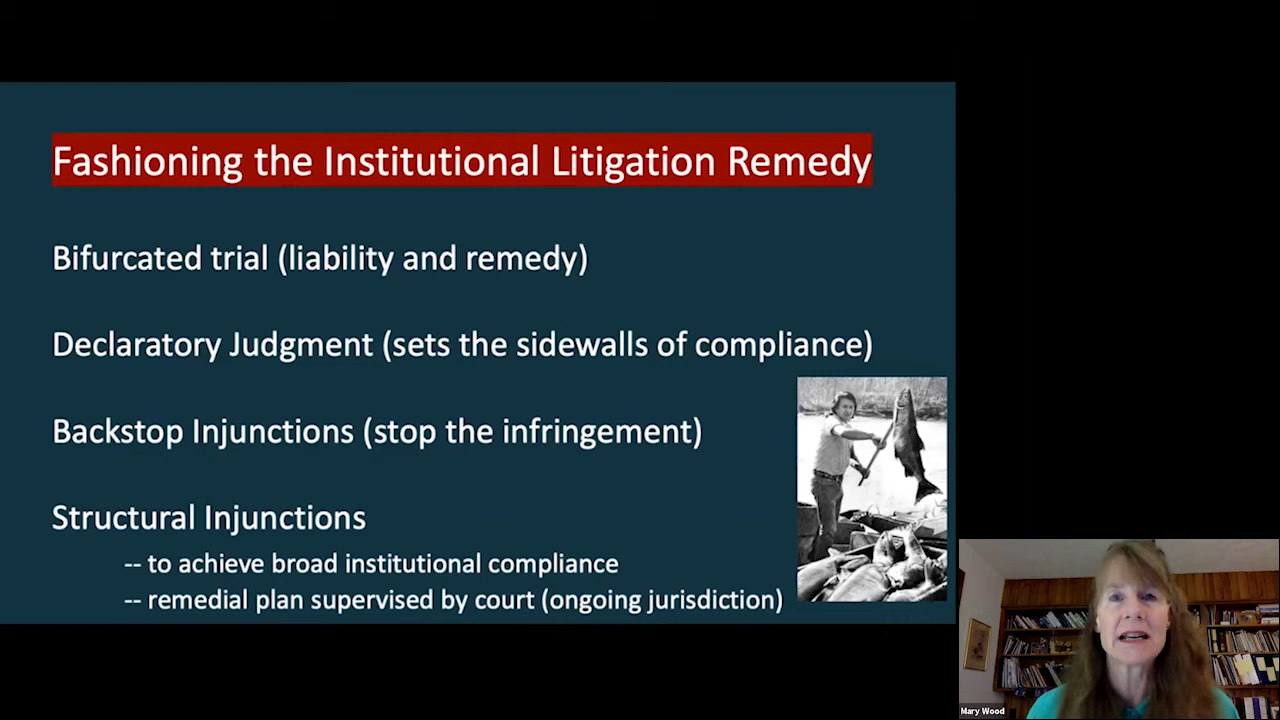 Fashioning the Institutional Litigation Remedy
Bifurcated trial (liability and remedy)
Declaratory Judgment (sets the sidewalls of compliance)
Backstop Injunctions (stop the infringement)
Structural Injunctions
-- to achieve broad institutional compliance
-- remedial plan supervised by court (ongoing jurisdiction)
Mary Wood